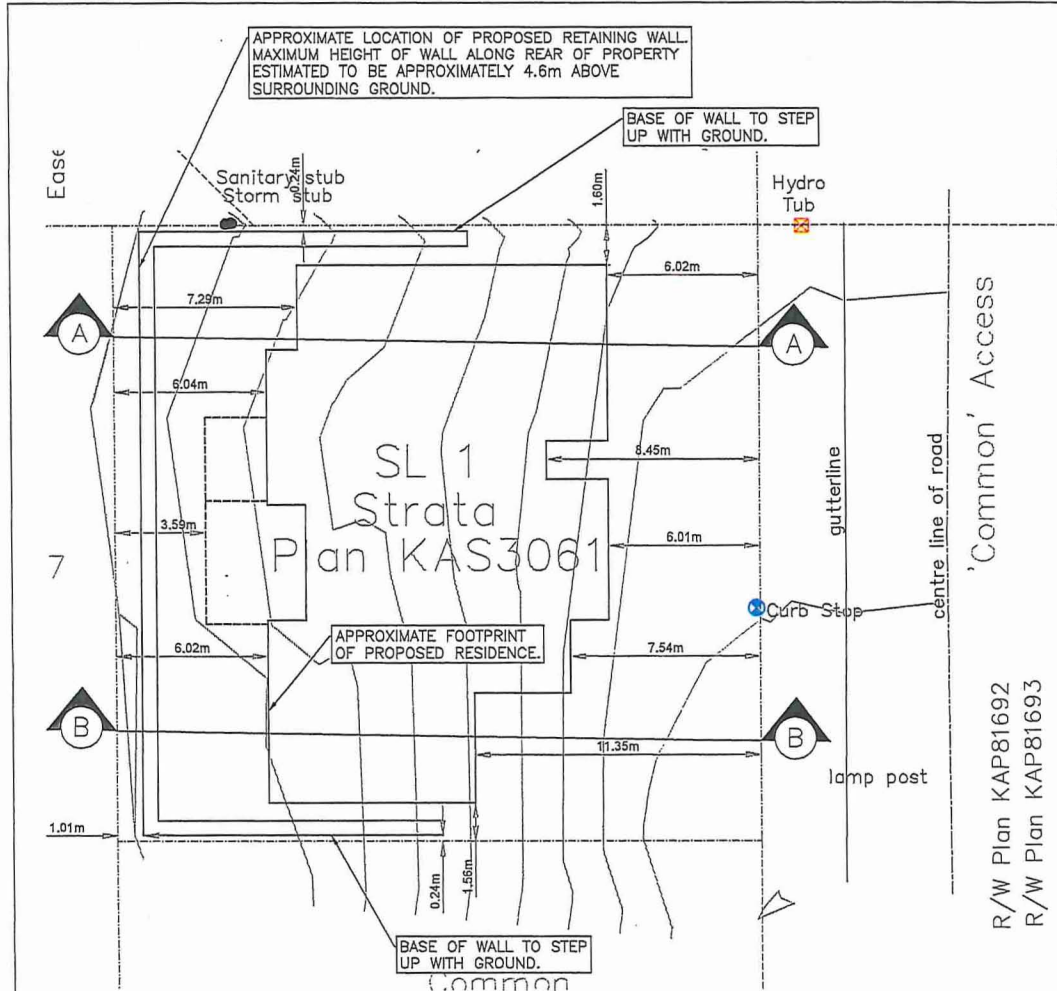 APPROXIMATE LOCATION OF PROPOSED RETAINING WALL.
MAXIMUM HEIGHT OF WALL ALONG REAR OF PROPERTY
ESTIMATED TO BE APPROXIMATELY 4.6m ABOVE
SURROUNDING GROUND.
BASE OF WALL TO STEP
UP WITH GROUND.
Ease
Sanitary stub
Storm stub
0.24m
1.60m
Hydro
Tub
7.29m
6.02m
A
A
6.04m
8.45m
SL 1
Strata
Plan KAS3061
3.59m
6.01m
7
gutterline
centre line of road
'Common' Access
Curb Stop
APPROXIMATE FOOTPRINT
OF PROPOSED RESIDENCE.
6.02m
7.54m
B
B
11.35m
lamp post
1.01m
0.24m
1.56m
R/W Plan KAP81692
R/W Plan KAP81693
BASE OF WALL TO STEP
UP WITH GROUND.
Common